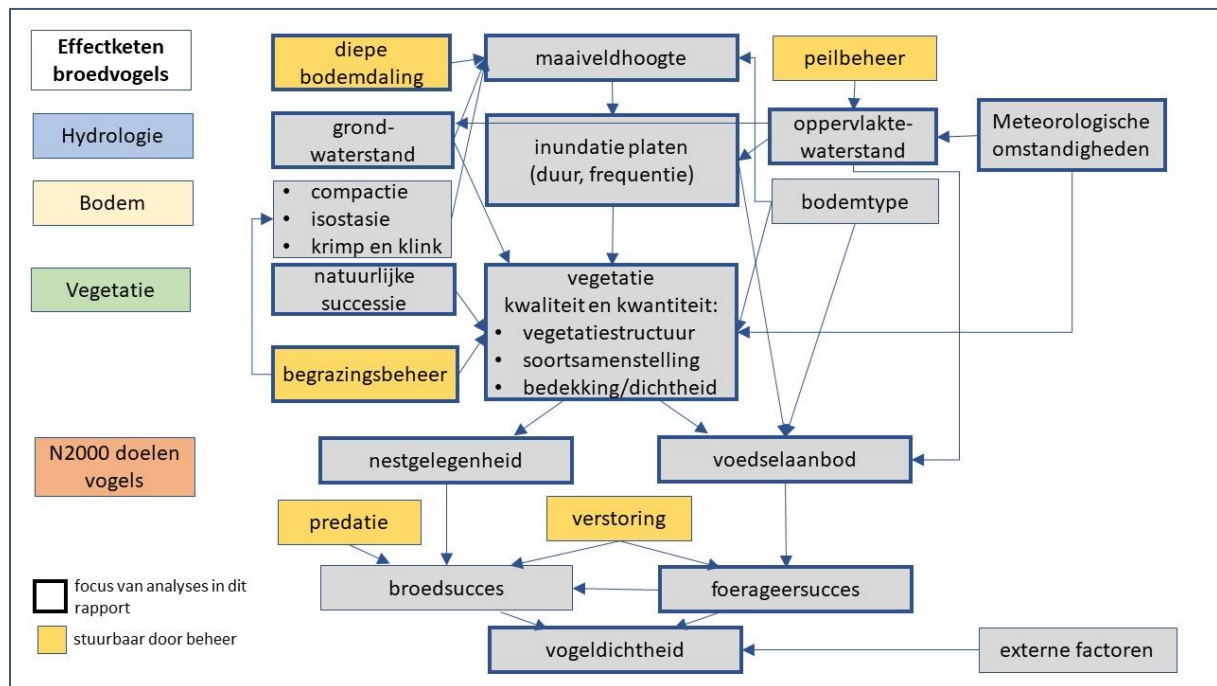 Effectketen
broedvogels
diepe
bodemdaling
maaiveldhoogte
peilbeheer
Hydrologie
grond-
waterstand
inundatie platen
(duur, frequentie)
oppervlakte-
waterstand
Meteorologische
omstandigheden
Bodem
• compactie
• isostasie
• krimp en klink
bodemtype
Vegetatie
natuurlijke
successie
vegetatie
kwaliteit en kwantiteit:
• vegetatiestructuur
• soortsamenstelling
• bedekking/dichtheid
begrazingsbeheer
N2000 doelen
vogels
nestgelegenheid
voedselaanbod
predatie
verstoring
focus van analyses in dit
rapport
broedsucces
foerageersucces
stuurbaar door beheer
vogeldichtheid
externe factoren